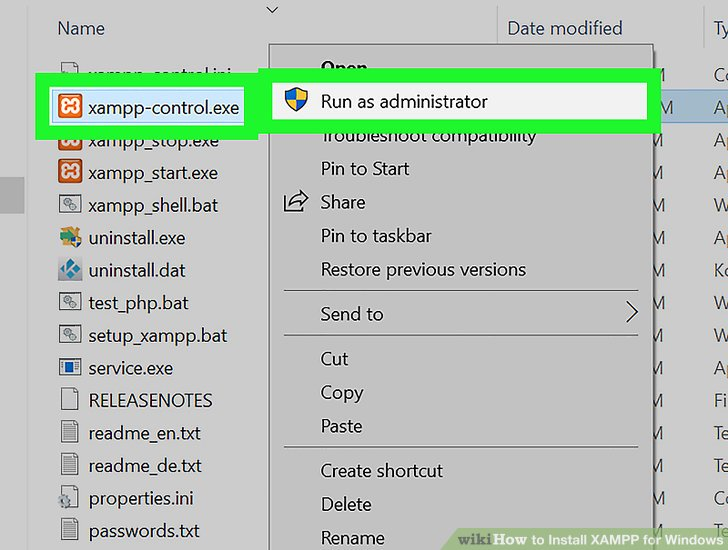 Name
Date modified
Ty
xampp_control.ini
Open
Co
xampp-control.exe
Run as administrator
M
Ap
xampp_stop.exe
Troubleshoot compatibility
M
Ap
xampp_start.exe
Pin to Start
M
Ap
xampp_shell.bat
Share
M
W
uninstall.exe
Pin to taskbar
M
Ap
uninstall.dat
Restore previous versions
M
Ko
test_php.bat
M
W
setup_xampp.bat
Send to
M
W
service.exe
Cut
M
Ap
RELEASENOTES
Copy
M
Fi
readme_en.txt
Paste
M
Te
readme_de.txt
Create shortcut
M
Te
properties.ini
Delete
M
Co
passwords.txt
Rename
M
Te
wikiHow to Install XAMPP for Windows